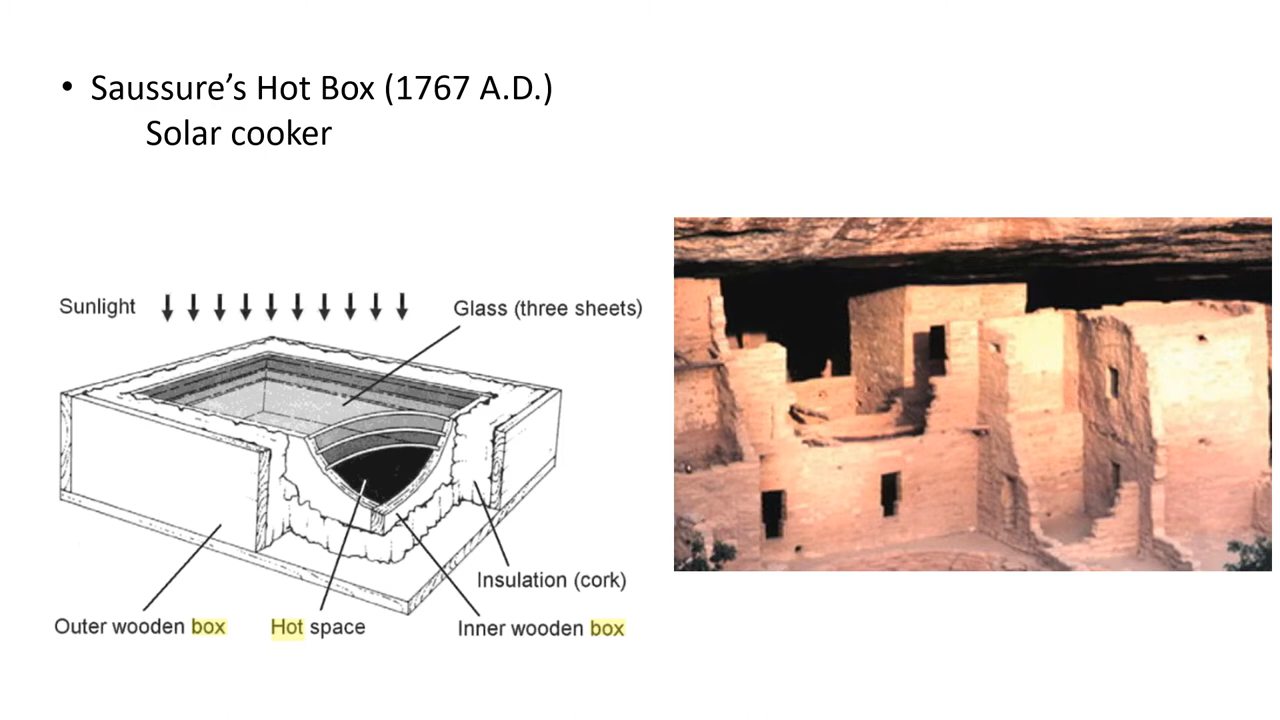 • Saussure’s Hot Box (1767 A.D.)
Solar cooker
Sunlight
Glass (three sheets)
Insulation (cork)
Outer wooden box
Hot space
Inner wooden box